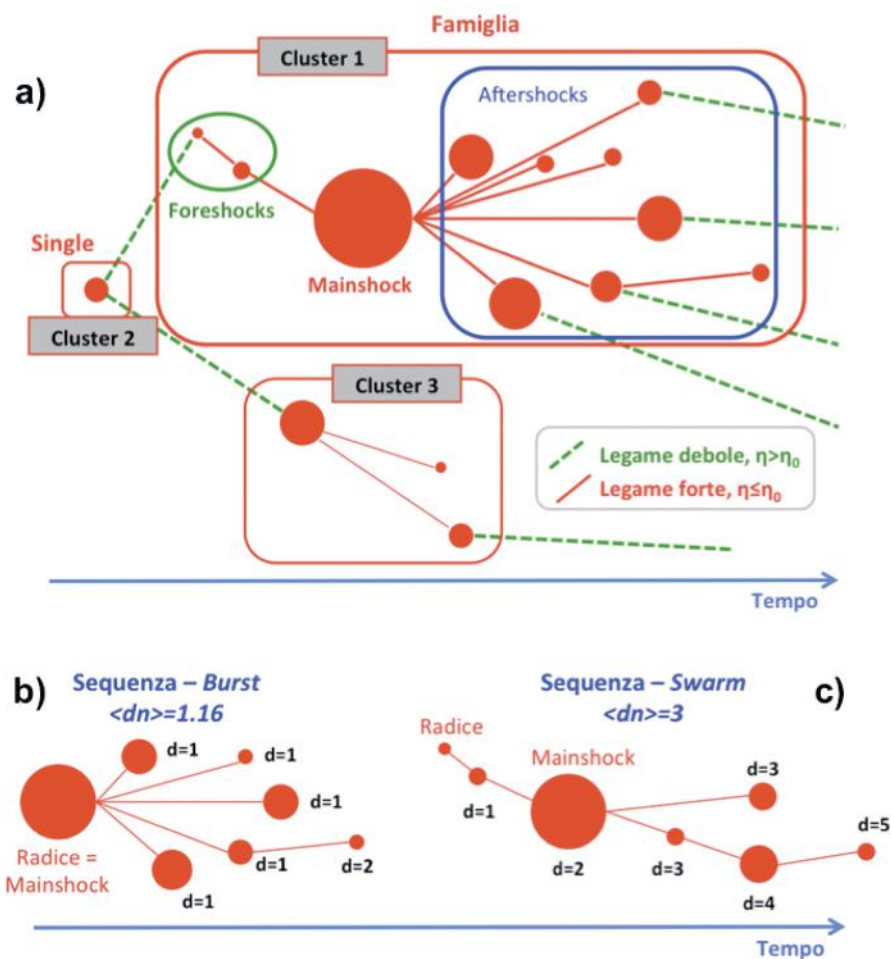 Famiglia
Cluster 1
a)
Aftershocks
Foreshocks
Single
Mainshock
Cluster 2
Cluster 3
Legame debole, η>η₀
Legame forte, η≤η₀
Tempo
b)
Sequenza – Burst
<dn>=1.16
d=1
d=1
d=1
Radice =
Mainshock
d=1
d=2
d=1
Sequenza – Swarm
<dn>=3
c)
Radice
Mainshock
d=3
d=1
d=5
d=2
d=3
d=4
Tempo